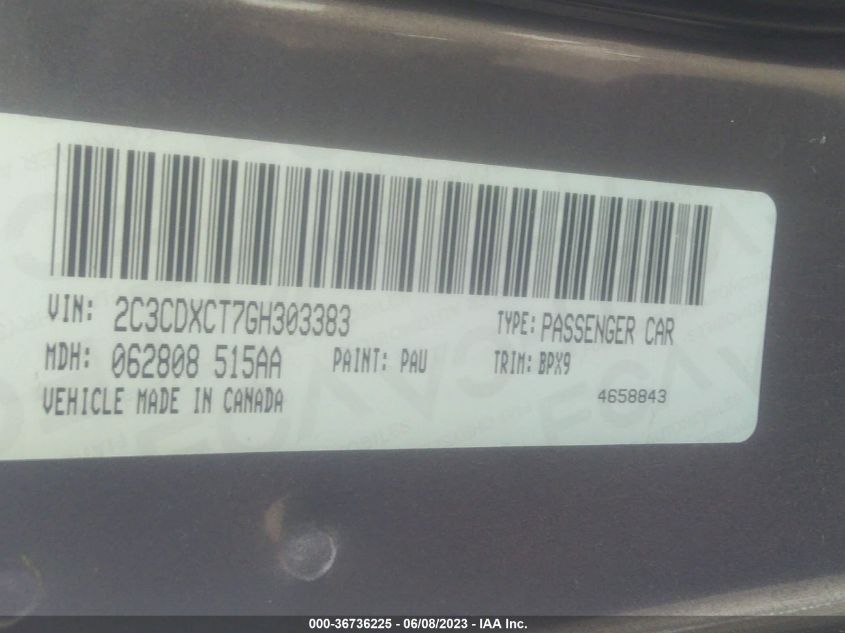 VIN: 2C3CDXCT7GH303383 TYPE: PASSENGER CAR
MDH: 062808 515AA PAINT: PAU TRIM: BPX9
VEHICLE MADE IN CANADA 4658843
000-36736225 - 06/08/2023 - IAA Inc.